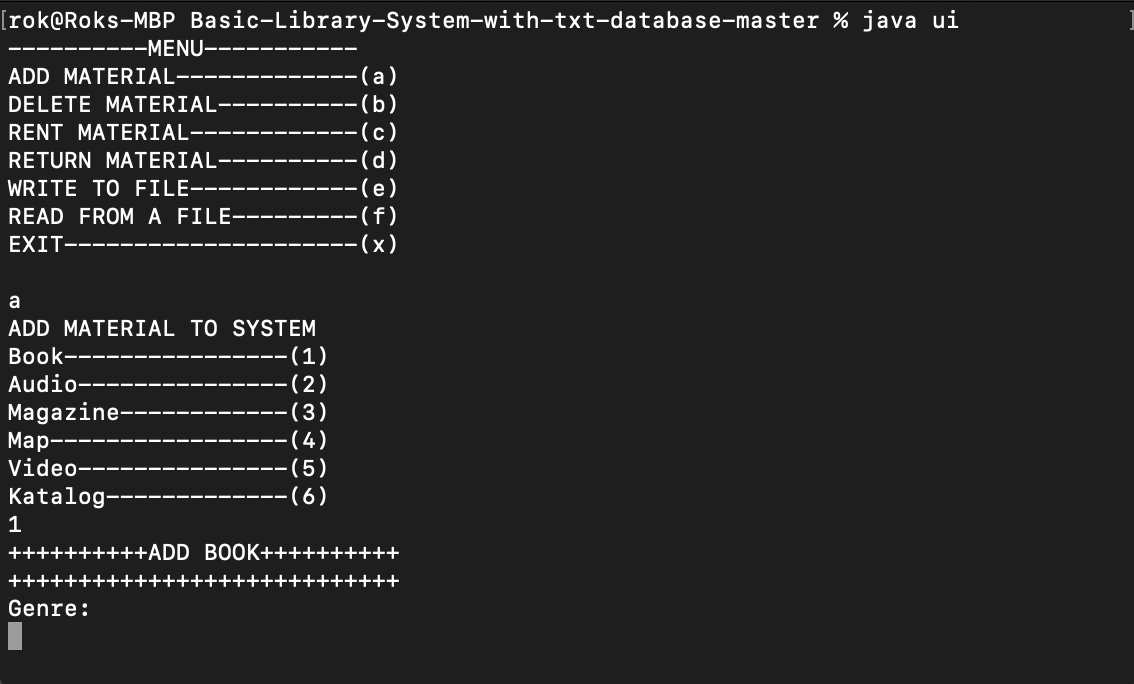 [rok@Roks-MBP Basic-Library-System-with-txt-database-master % java ui ]
----------MENU-----------
ADD MATERIAL-------------(a)
DELETE MATERIAL----------(b)
RENT MATERIAL------------(c)
RETURN MATERIAL----------(d)
WRITE TO FILE------------(e)
READ FROM A FILE---------(f)
EXIT---------------------(x)
a
ADD MATERIAL TO SYSTEM
Book----------------(1)
Audio---------------(2)
Magazine------------(3)
Map-----------------(4)
Video---------------(5)
Katalog-------------(6)
1
++++++++++ADD BOOK++++++++++
++++++++++++++++++++++++++++
Genre: